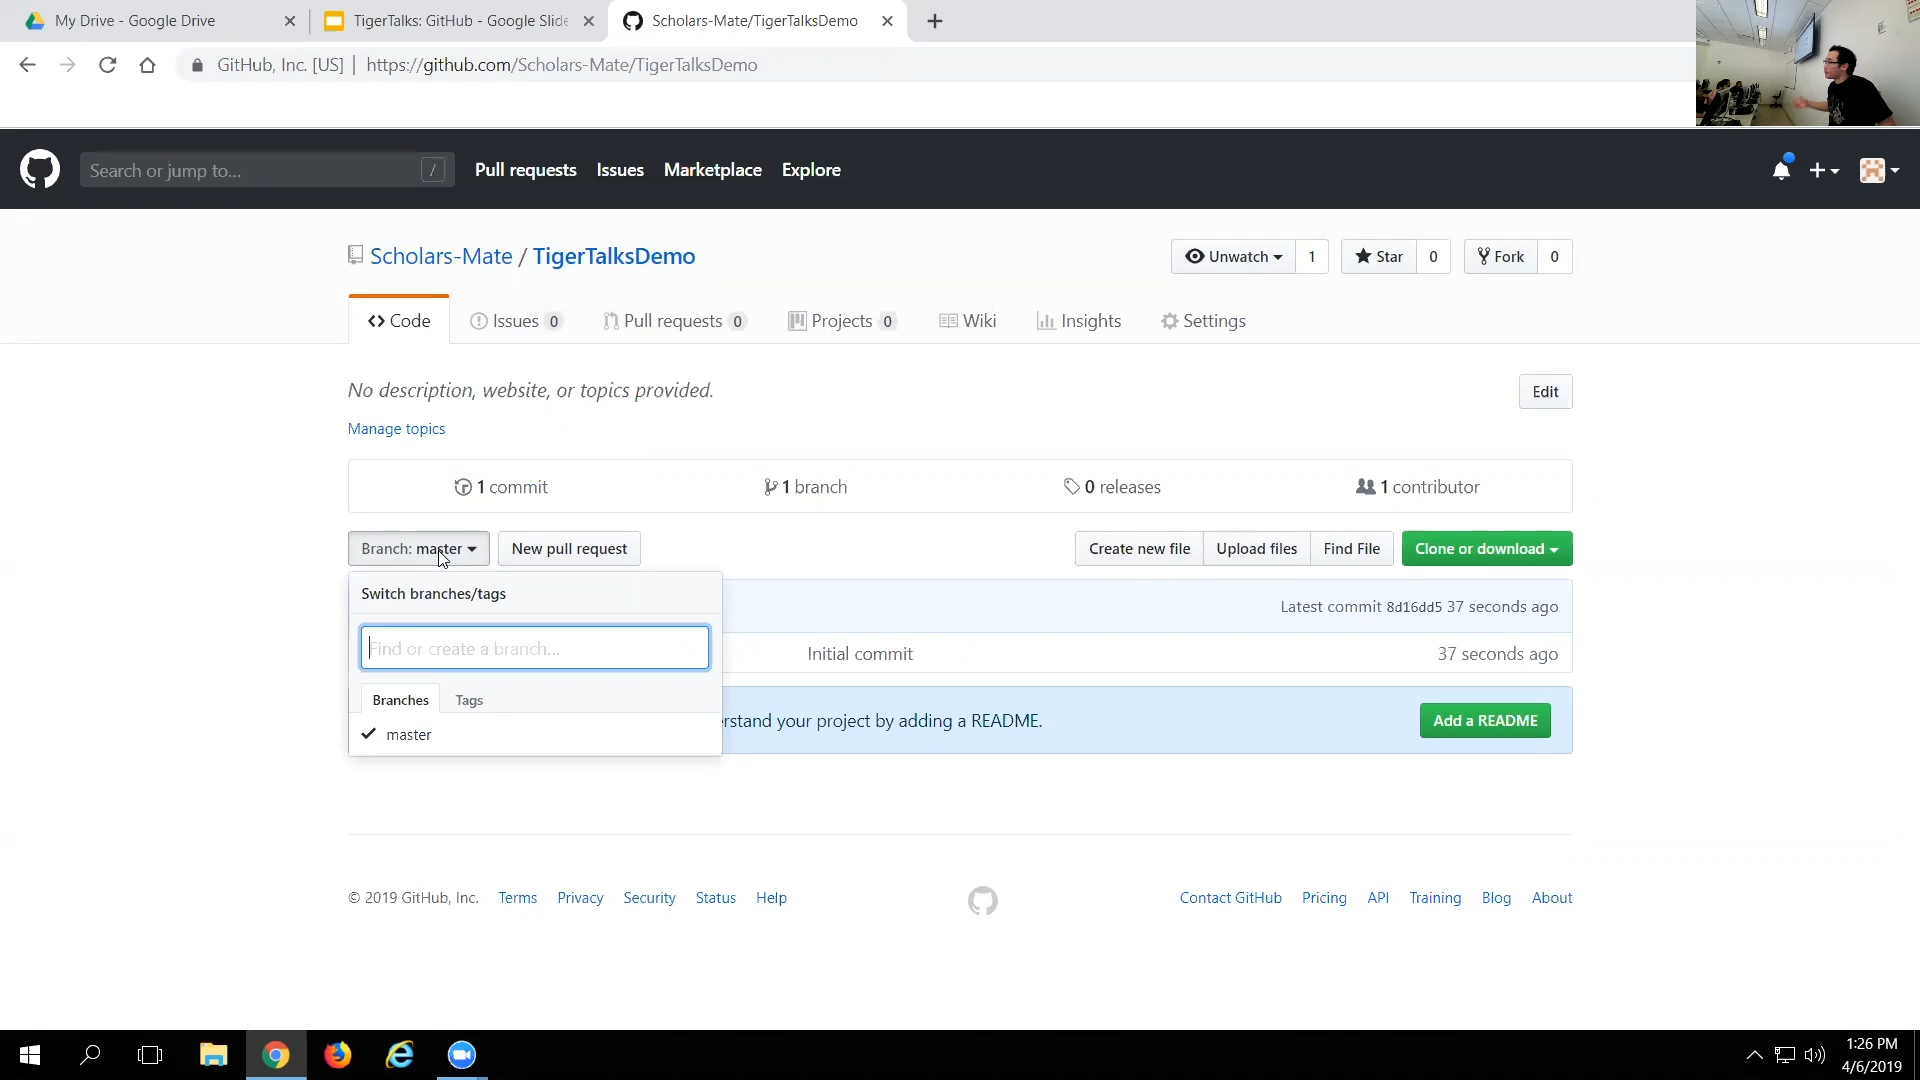 My Drive - Google Drive
TigerTalks: GitHub - Google Slide
Scholars-Mate/TigerTalksDemo
GitHub, Inc. [US] | https://github.com/Scholars-Mate/TigerTalksDemo
Search or jump to... /
Pull requests Issues Marketplace Explore
Scholars-Mate / TigerTalksDemo
Unwatch 1 Star 0 Fork 0
Code Issues 0 Pull requests 0 Projects 0 Wiki Insights Settings
No description, website, or topics provided.
Edit
Manage topics
1 commit 1 branch 0 releases 1 contributor
Branch: master New pull request Create new file Upload files Find File Clone or download
Switch branches/tags
Latest commit 8d16dd5 37 seconds ago
Find or create a branch...
Initial commit 37 seconds ago
Branches Tags
master
rstand your project by adding a README. Add a README
© 2019 GitHub, Inc. Terms Privacy Security Status Help Contact GitHub Pricing API Training Blog About
1:26 PM
4/6/2019